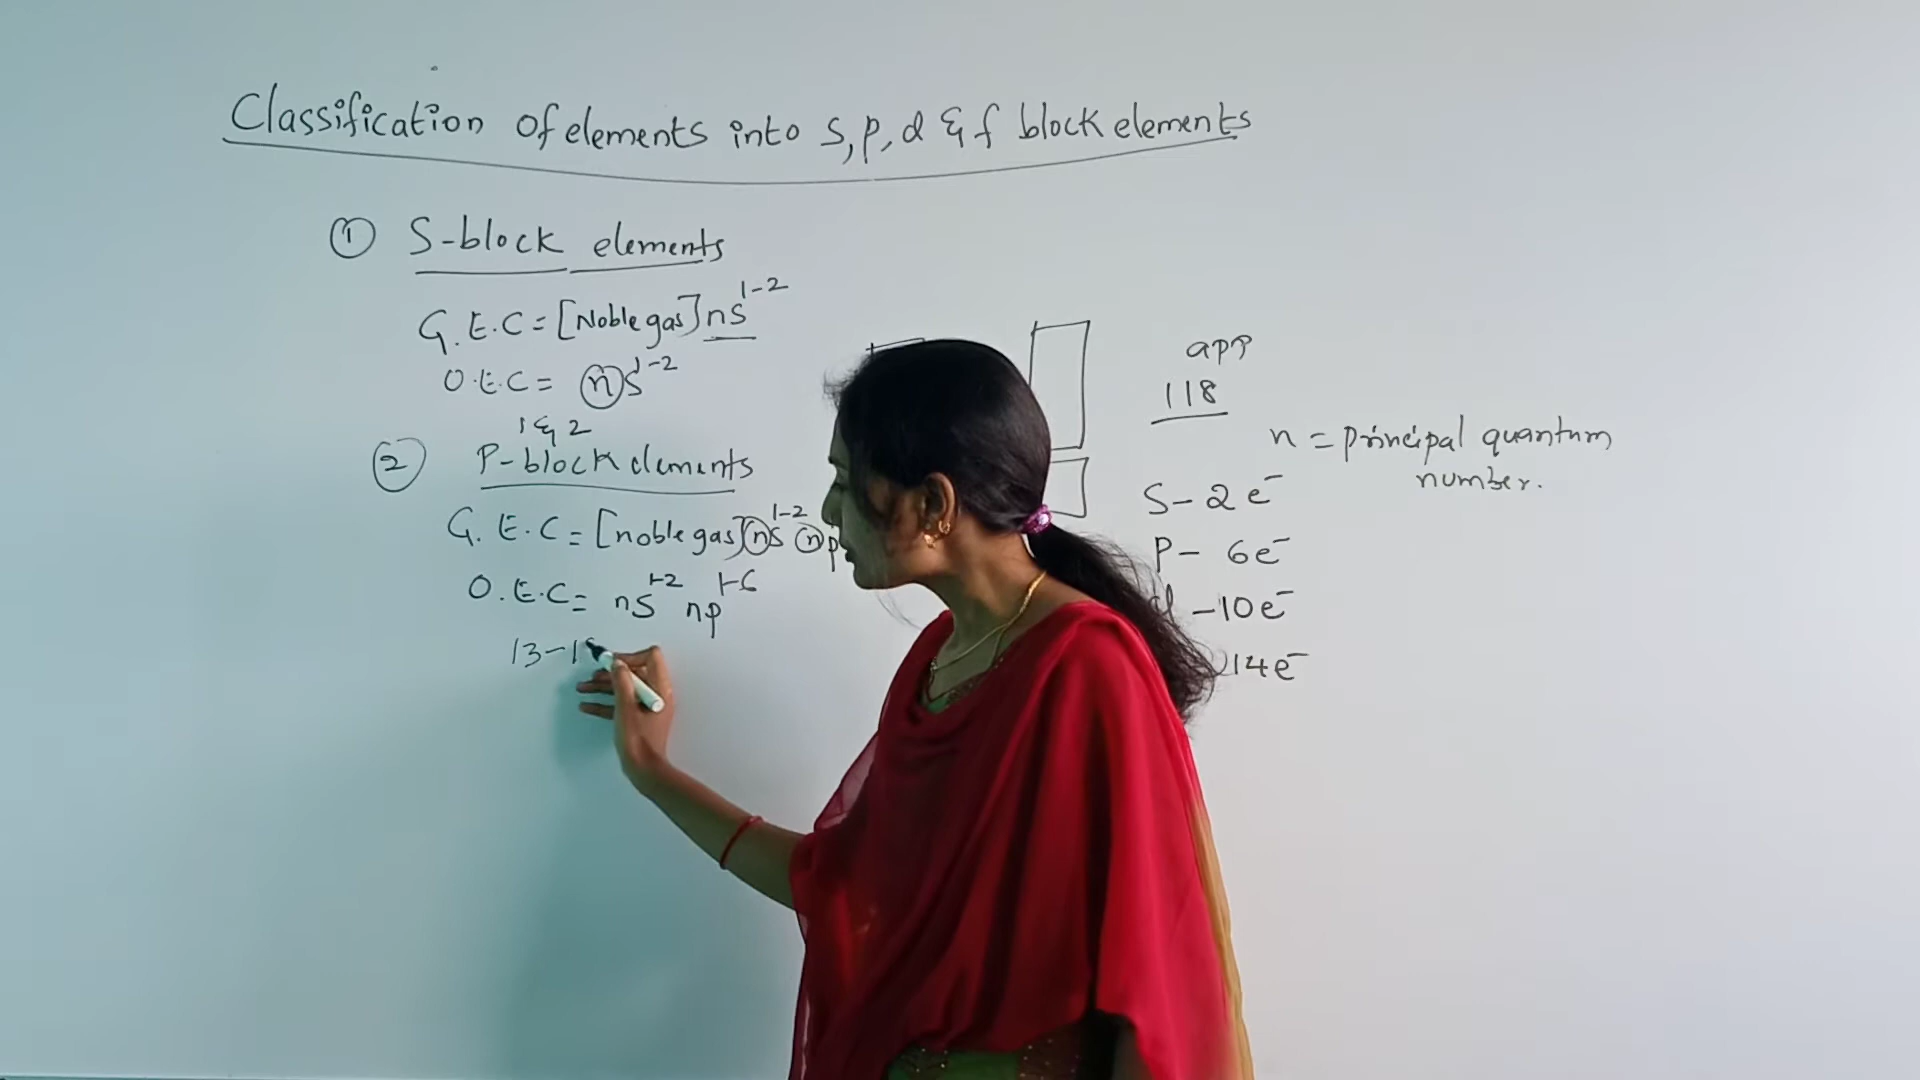 Classification of elements into s, p, d & f block elements
① S-block elements
G.E.C = [Noble gas] ns¹⁻²
O.E.C = ns¹⁻²
1 & 2
② P-block elements
G.E.C = [noble gas] ns¹⁻² np
O.E.C = ns¹⁻² np¹⁻⁶
13-18
app
118
n = principal quantum
number.
S - 2e⁻
P - 6e⁻
d - 10e⁻
14e⁻